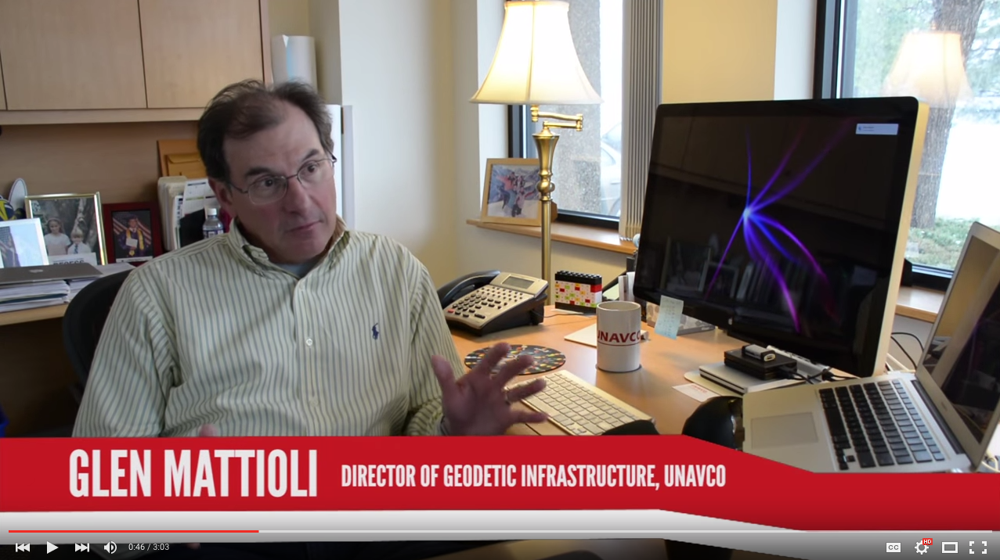 UNAVCO
GLEN MATTIOLI
DIRECTOR OF GEODETIC INFRASTRUCTURE, UNAVCO
0:46 / 3:03
CC
HD